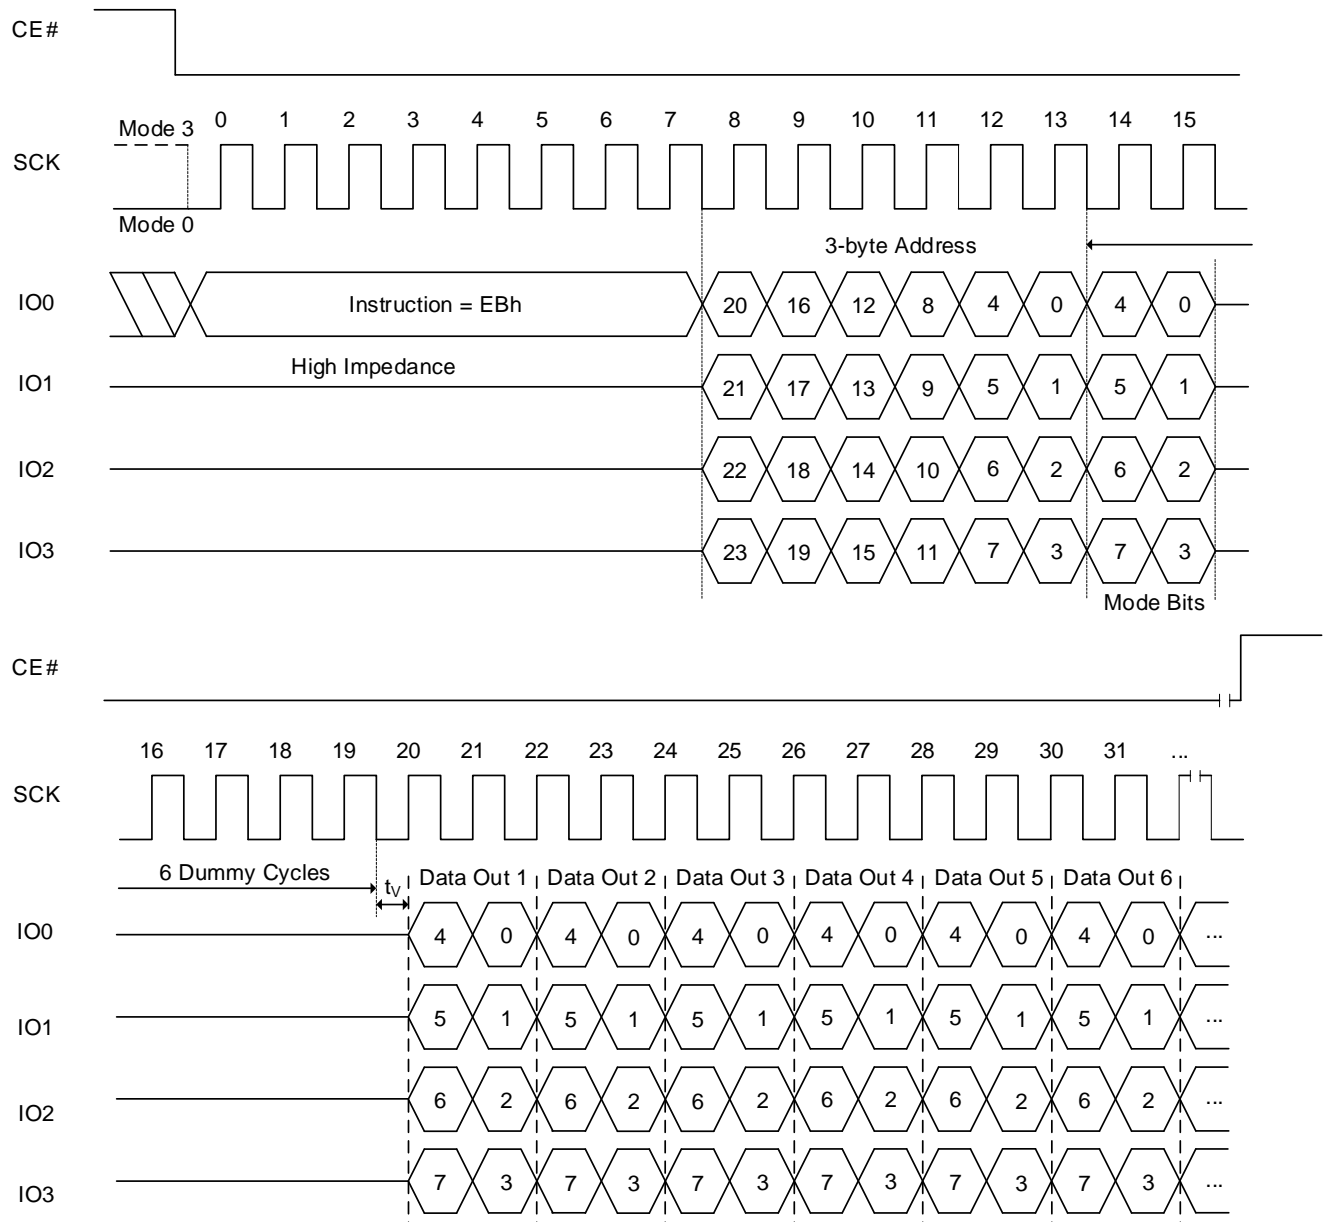 CE#
Mode 3 0 1 2 3 4 5 6 7 8 9 10 11 12 13 14 15
SCK
Mode 0
3-byte Address
IO0 Instruction = EBh 20 16 12 8 4 0 4 0
High Impedance
IO1 21 17 13 9 5 1 5 1
IO2 22 18 14 10 6 2 6 2
IO3 23 19 15 11 7 3 7 3
Mode Bits
CE#
16 17 18 19 20 21 22 23 24 25 26 27 28 29 30 31 ...
SCK
6 Dummy Cycles tV Data Out 1 Data Out 2 Data Out 3 Data Out 4 Data Out 5 Data Out 6
IO0 4 0 4 0 4 0 4 0 4 0 4 0 ...
IO1 5 1 5 1 5 1 5 1 5 1 5 1 ...
IO2 6 2 6 2 6 2 6 2 6 2 6 2 ...
IO3 7 3 7 3 7 3 7 3 7 3 7 3 ...